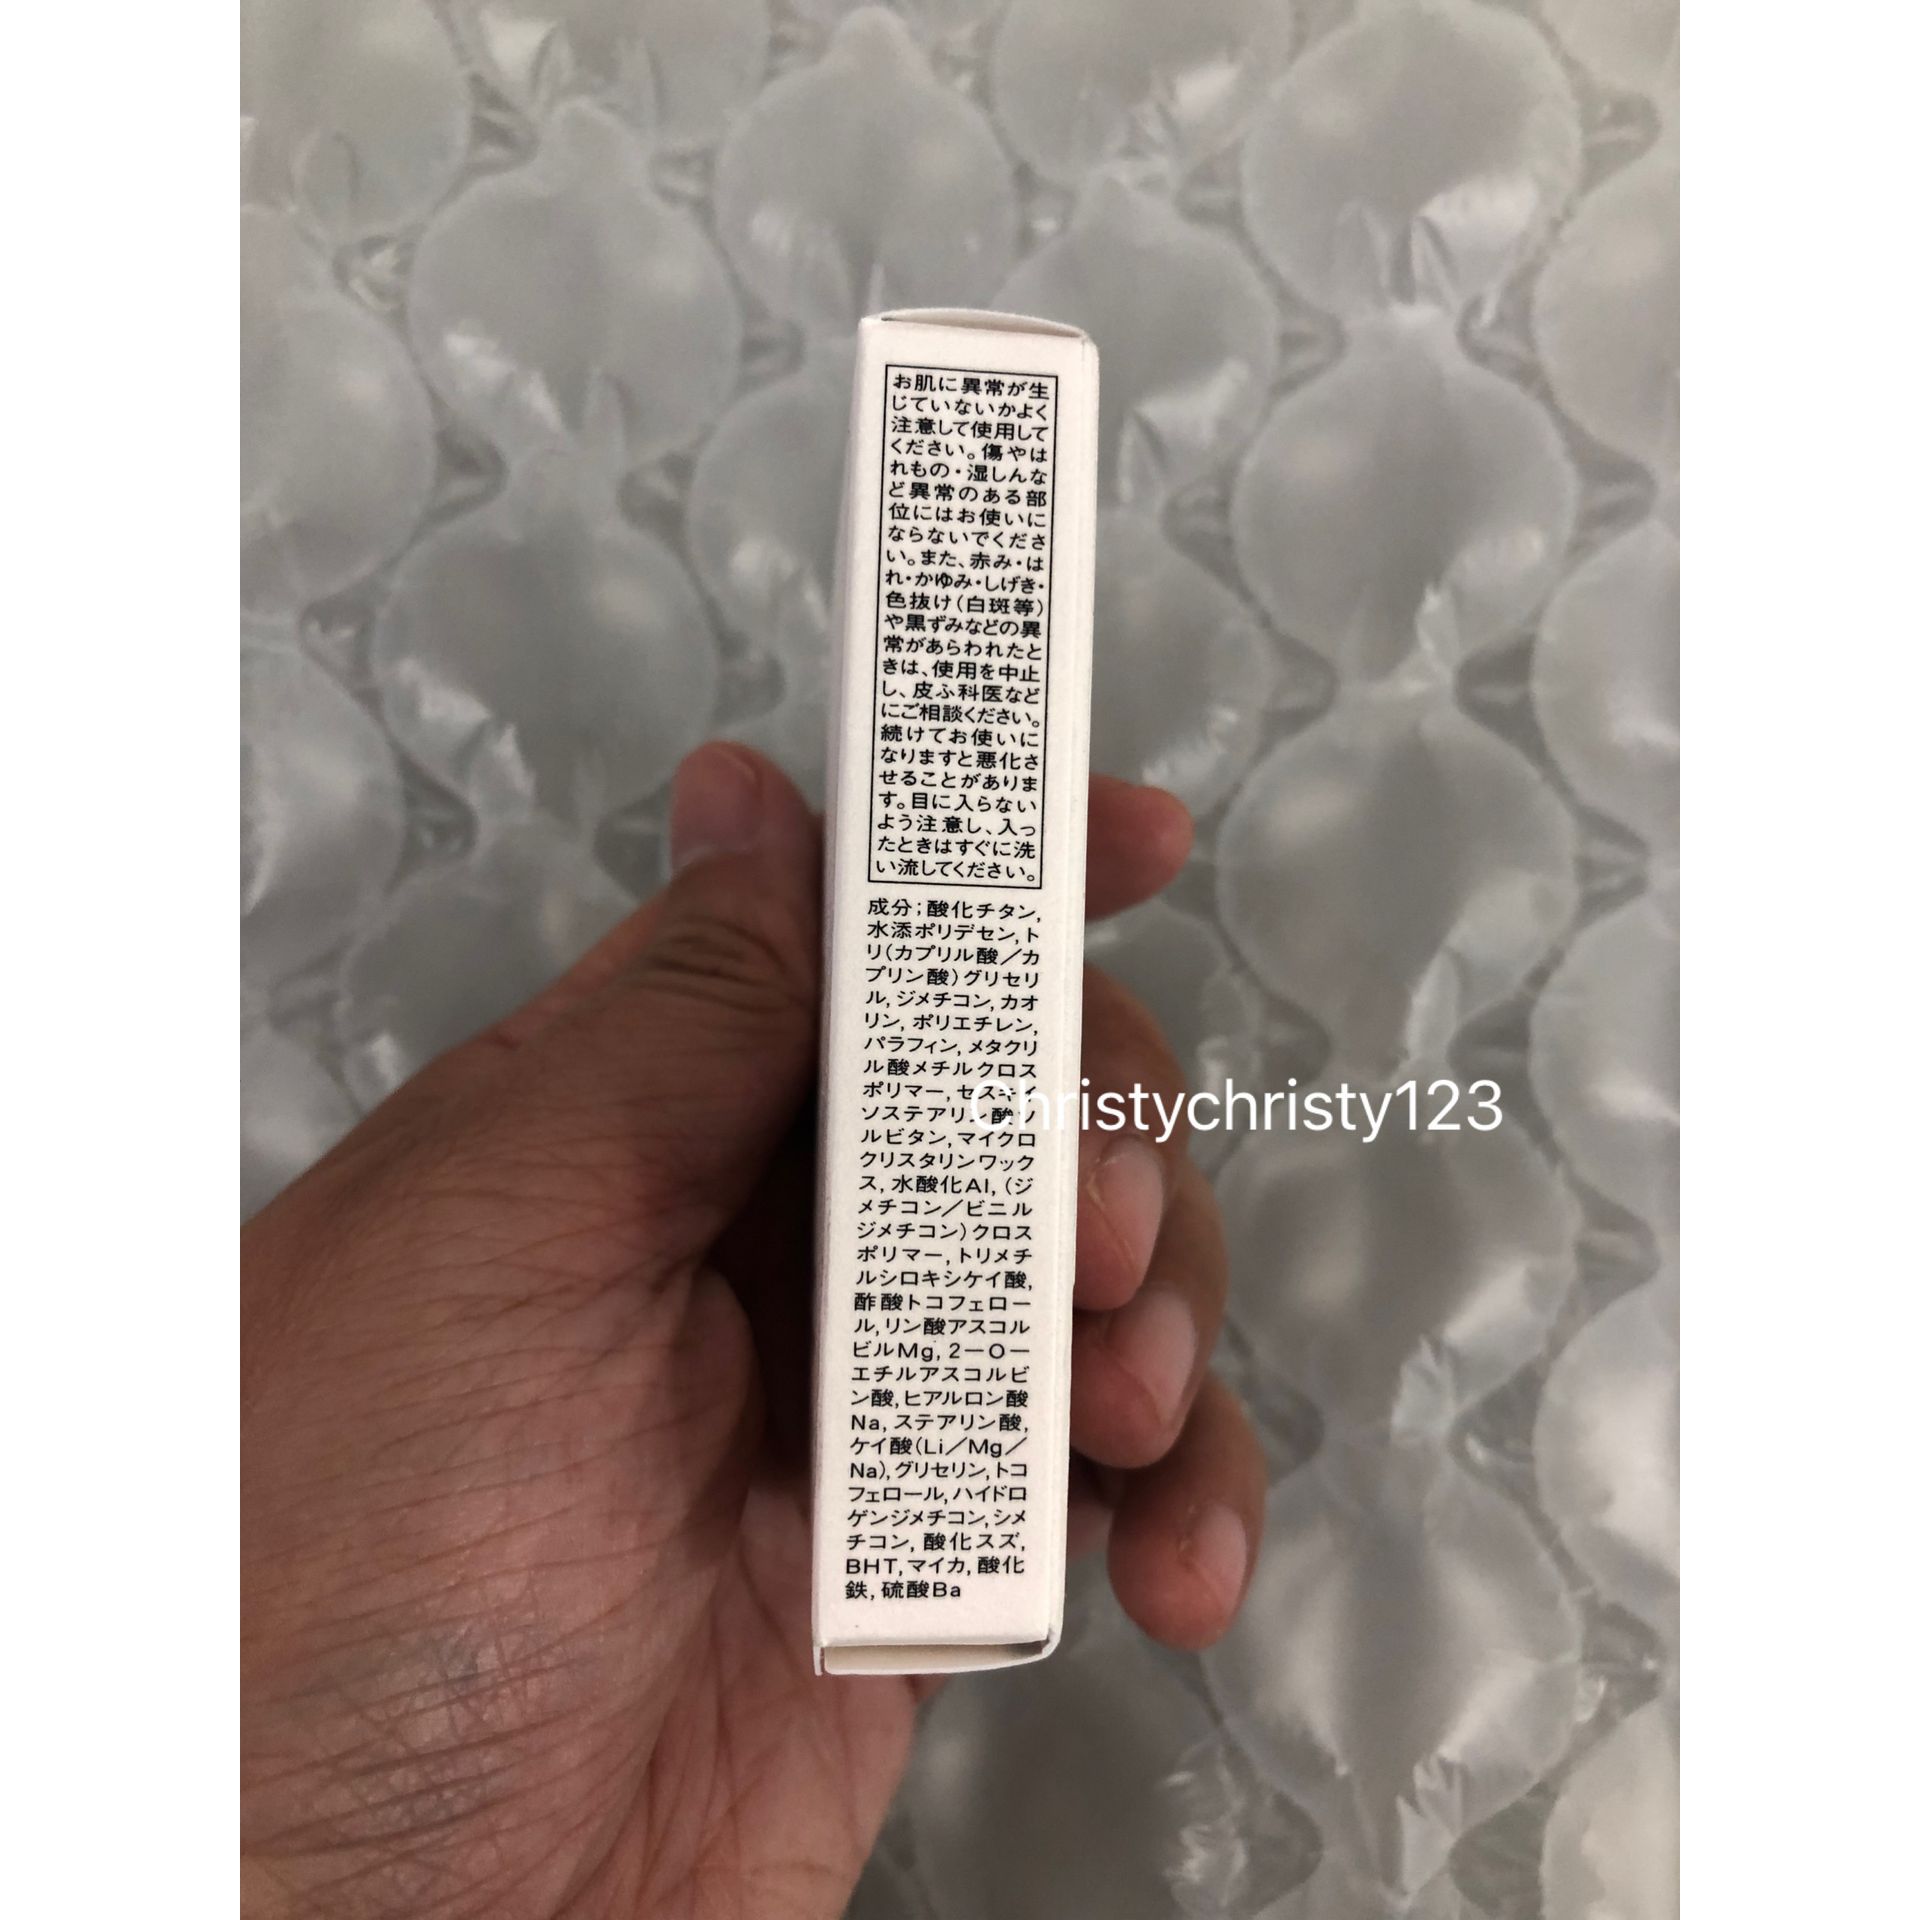 お肌に異常が生
じていないかよく
注意して使用して
ください。傷やは
れもの・湿しんな
ど異常のある部
位にはお使いに
ならないでくださ
い。また、赤み・は
れ・かゆみ・しげき・
色抜け(白斑等)
や黒ずみなどの異
常があらわれたと
きは、使用を中止
し、皮ふ科医など
にご相談ください。
続けてお使いに
なりますと悪化さ
せることがありま
す。目に入らない
よう注意し、入っ
たときはすぐに洗
い流してください。
成分;酸化チタン,
水添ポリデセン,ト
リ(カプリル酸/カ
プリン酸)グリセリ
ル,ジメチコン,カオ
リン,ポリエチレン,
パラフィン,メタクリ
ル酸メチルクロス
ポリマー,セスキイ
ソステアリン酸ソ
ルビタン,マイクロ
クリスタリンワック
ス,水酸化Al,(ジ
メチコン/ビニル
ジメチコン)クロス
ポリマー,トリメチ
ルシロキシケイ酸,
酢酸トコフェロー
ル,リン酸アスコル
ビルMg,2-O-
エチルアスコルビ
ン酸,ヒアルロン酸
Na,ステアリン酸,
ケイ酸(Li/Mg/
Na),グリセリン,トコ
フェロール,ハイドロ
ゲンジメチコン,シメ
チコン,酸化スズ,
BHT,マイカ,酸化
鉄,硫酸Ba
Christychristy123